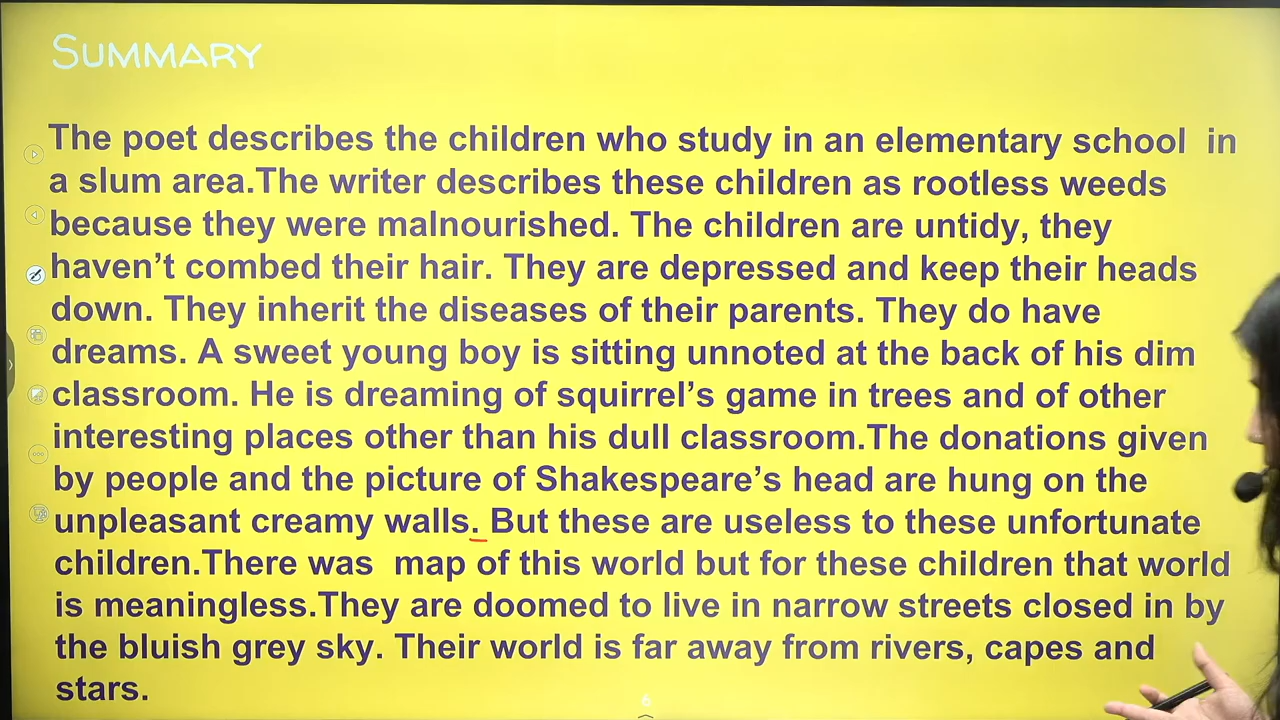 SUMMARY
The poet describes the children who study in an elementary school in
a slum area.The writer describes these children as rootless weeds
because they were malnourished. The children are untidy, they
haven’t combed their hair. They are depressed and keep their heads
down. They inherit the diseases of their parents. They do have
dreams. A sweet young boy is sitting unnoted at the back of his dim
classroom. He is dreaming of squirrel’s game in trees and of other
interesting places other than his dull classroom.The donations given
by people and the picture of Shakespeare’s head are hung on the
unpleasant creamy walls. But these are useless to these unfortunate
children.There was map of this world but for these children that world
is meaningless.They are doomed to live in narrow streets closed in by
the bluish grey sky. Their world is far away from rivers, capes and
stars.
6